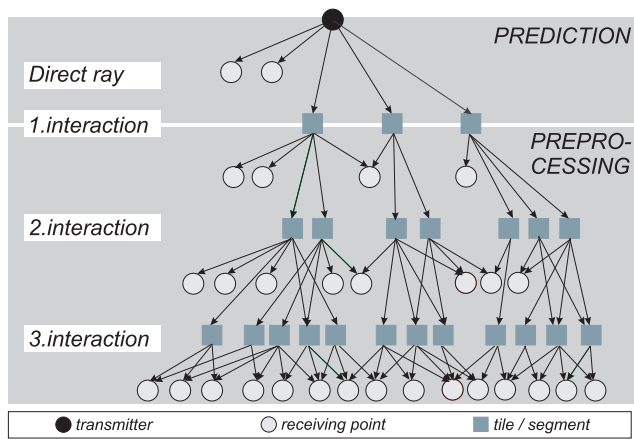 PREDICTION
Direct ray
1.interaction
PREPRO-
CESSING
2.interaction
3.interaction
transmitter
receiving point
tile / segment